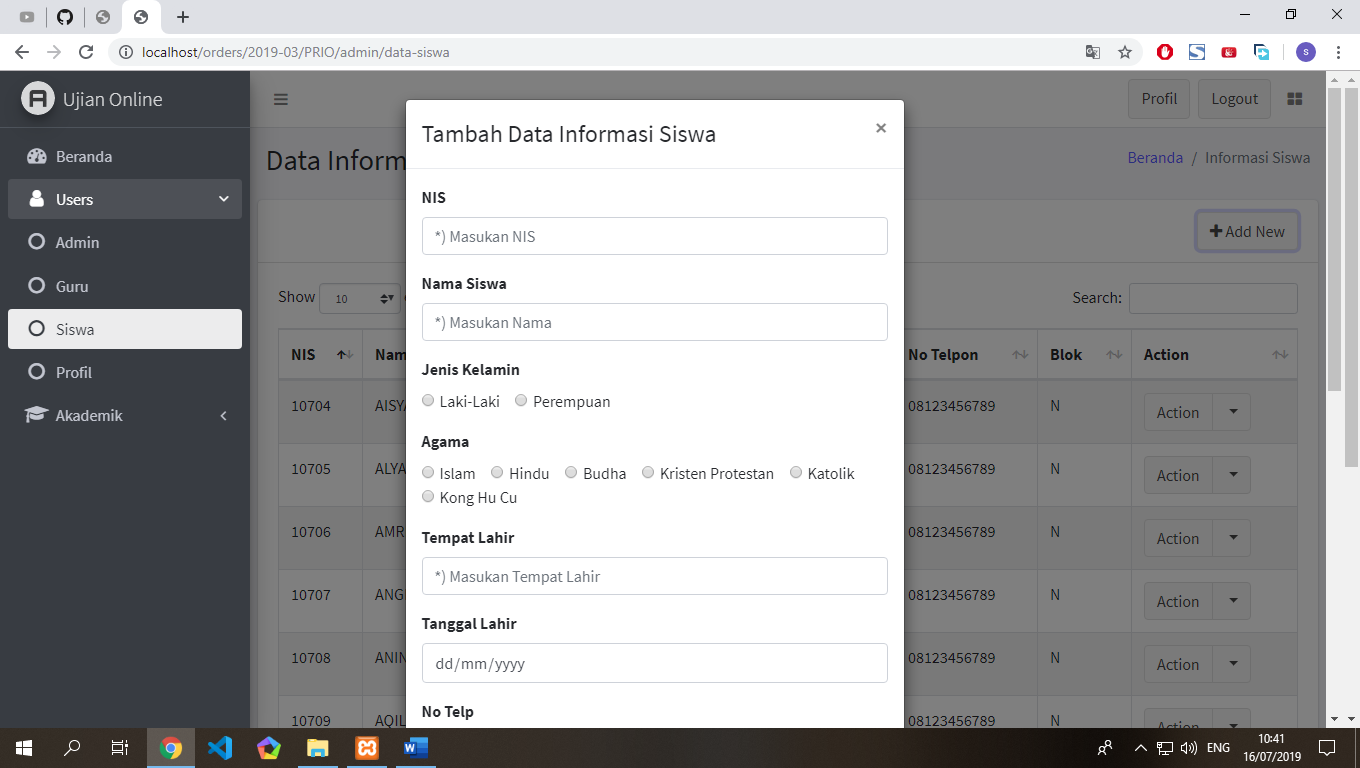 localhost/orders/2019-03/PRIO/admin/data-siswa
S
Ujian Online
Profil
Logout
Beranda
Users
Admin
Guru
Siswa
Profil
Akademik
Data Inform
Beranda / Informasi Siswa
Add New
Show 10
Search:
NIS Nam No Telpon Blok Action
10704 AISYA 08123456789 N Action
10705 ALYA 08123456789 N Action
10706 AMR 08123456789 N Action
10707 ANG 08123456789 N Action
10708 ANIN 08123456789 N Action
10709 AQIL 08123456789 N Action
Tambah Data Informasi Siswa ×
NIS
*) Masukan NIS
Nama Siswa
*) Masukan Nama
Jenis Kelamin
Laki-Laki Perempuan
Agama
Islam Hindu Budha Kristen Protestan Katolik
Kong Hu Cu
Tempat Lahir
*) Masukan Tempat Lahir
Tanggal Lahir
dd/mm/yyyy
No Telp
ENG
10:41
16/07/2019